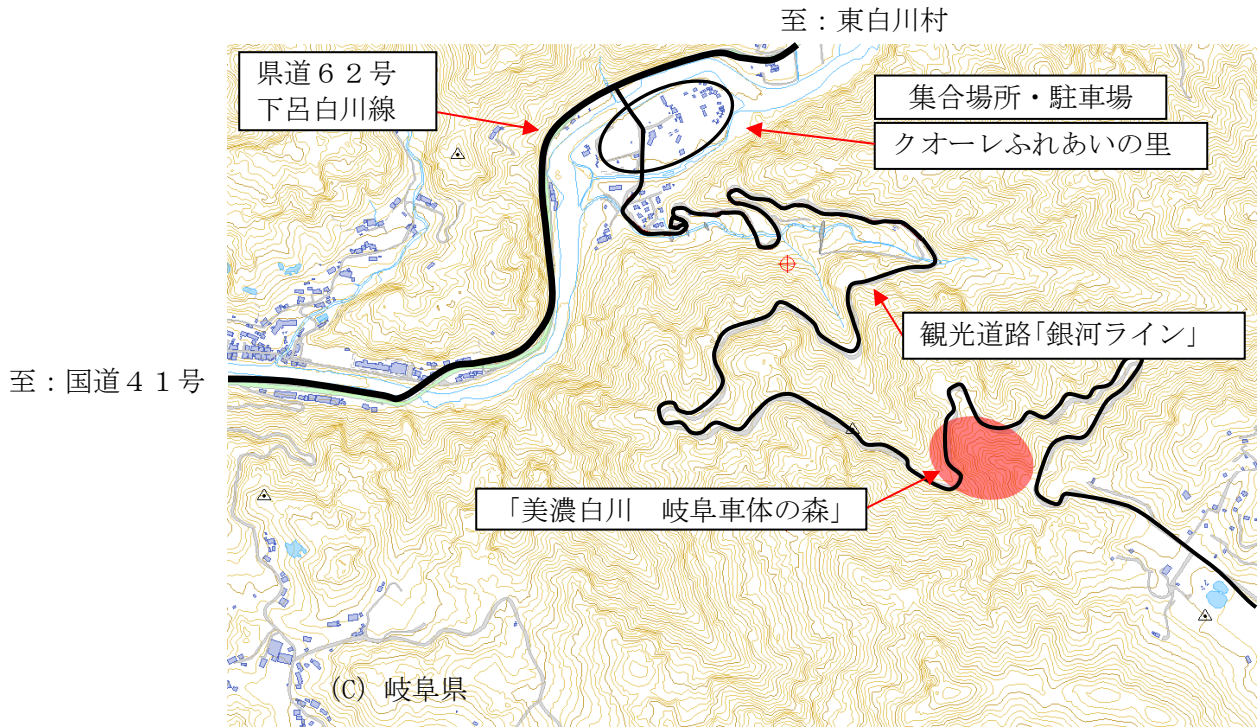 至：東白川村
県道６２号
下呂白川線
集合場所・駐車場
クオーレふれあいの里
観光道路「銀河ライン」
至：国道４１号
「美濃白川　岐阜車体の森」
(C) 岐阜県